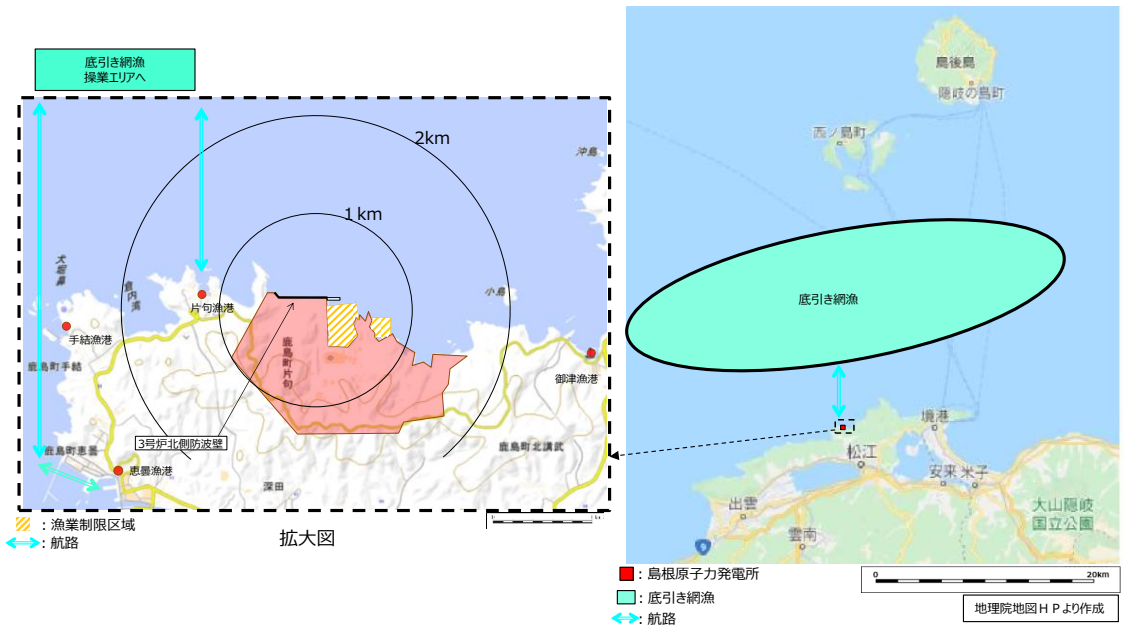 底引き網漁
操業エリアへ
2km
1km
沖島
犬堀鼻
倉内湾
小島
片句漁港
手結漁港
鹿島町手結
鹿島町片句
御津漁港
3号炉北側防波壁
鹿島町恵曇
恵曇漁港
鹿島町北講武
深田
：漁業制限区域
：航路
拡大図
島後島
隠岐の島町
西ノ島町
底引き網漁
境港
松江
安来
米子
出雲
雲南
大山隠岐
国立公園
9
：島根原子力発電所
：底引き網漁
：航路
0
20km
地理院地図ＨＰより作成